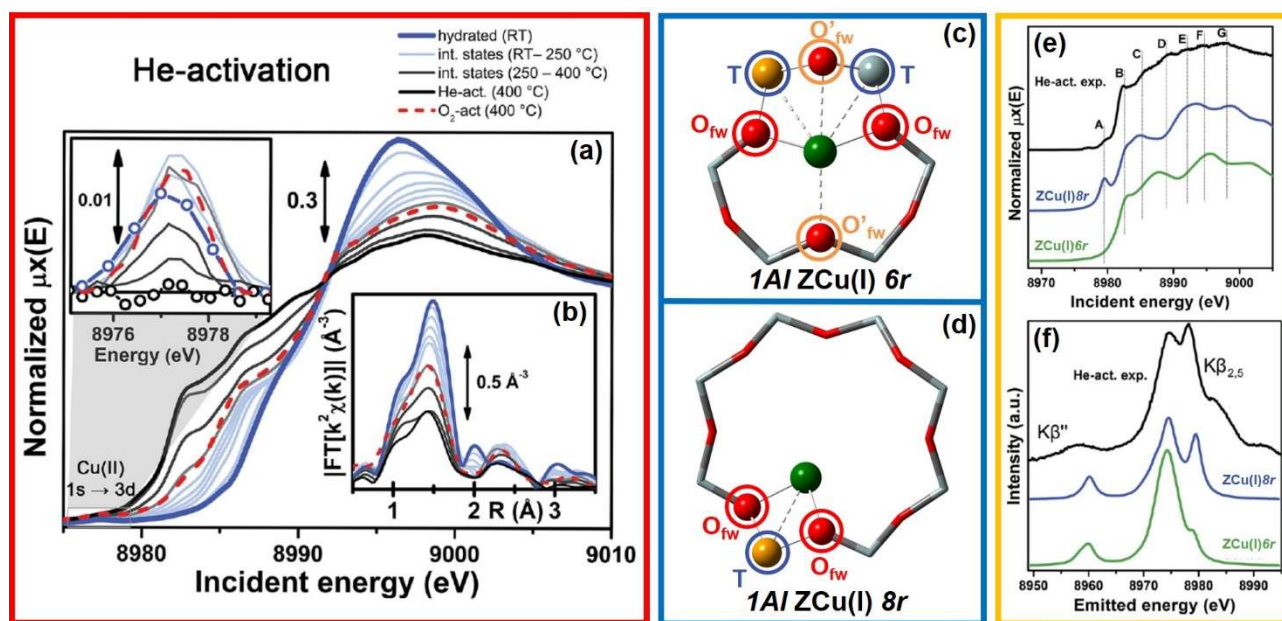 He-activation
hydrated (RT)
int. states (RT– 250 °C)
int. states (250 – 400 °C)
He-act. (400 °C)
O2-act (400 °C)
(a)
0.01
0.3
8976 8978
Energy (eV)
Cu(II)
1s → 3d
(b)
0.5 Å-3
|FT[k2χ(k)]| (Å-3)
1 2 R (Å) 3
Normalized μx(E)
8980 8990 9000 9010
Incident energy (eV)
(c)
O'fw
T T
Ofw Ofw
O'fw
1Al ZCu(I) 6r
(d)
Ofw
Ofw
T
1Al ZCu(I) 8r
(e)
A B C D E F G
He-act. exp.
ZCu(I)8r
ZCu(I)6r
Normalized μx(E)
8970 8980 8990 9000
Incident energy (eV)
(f)
Kβ2,5
He-act. exp.
Kβ''
ZCu(I)8r
ZCu(I)6r
Intensity (a.u.)
8950 8960 8970 8980 8990
Emitted energy (eV)